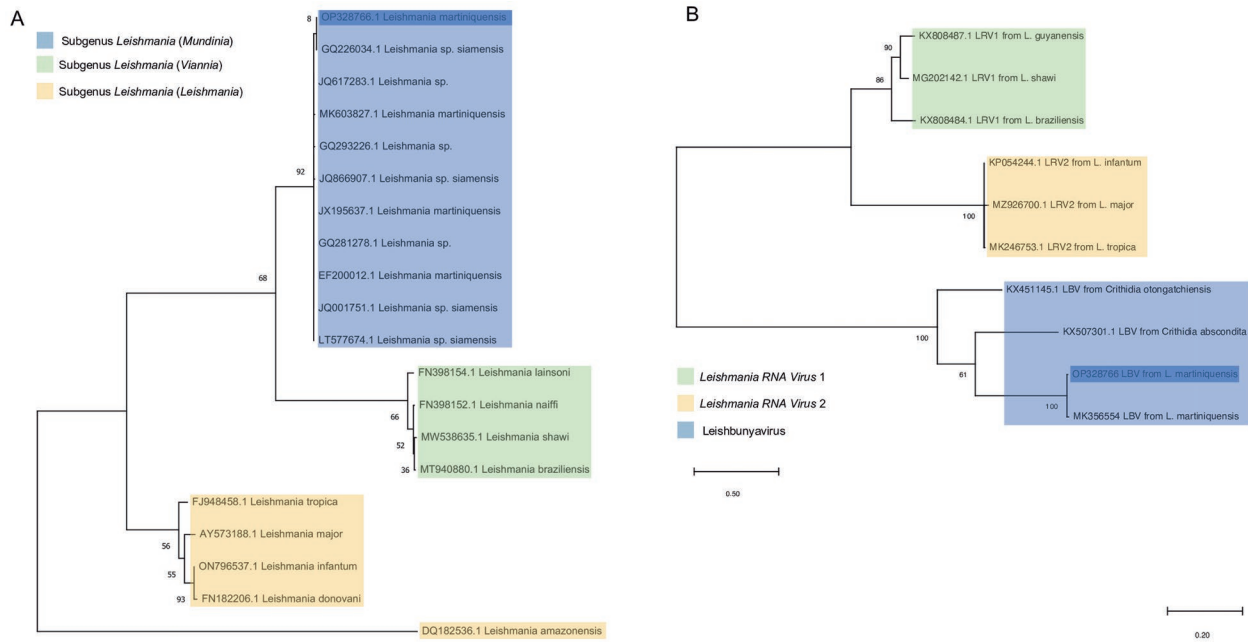 A
Subgenus Leishmania (Mundinia)
Subgenus Leishmania (Viannia)
Subgenus Leishmania (Leishmania)
8
OP328766.1 Leishmania martiniquensis
GQ226034.1 Leishmania sp. siamensis
JQ617283.1 Leishmania sp.
MK603827.1 Leishmania martiniquensis
GQ293226.1 Leishmania sp.
92
JQ866907.1 Leishmania sp. siamensis
JX195637.1 Leishmania martiniquensis
GQ281278.1 Leishmania sp.
68
EF200012.1 Leishmania martiniquensis
JQ001751.1 Leishmania sp. siamensis
LT577674.1 Leishmania sp. siamensis
FN398154.1 Leishmania lainsoni
FN398152.1 Leishmania naiffi
66
MW538635.1 Leishmania shawi
52
36
MT940880.1 Leishmania braziliensis
FJ948458.1 Leishmania tropica
AY573188.1 Leishmania major
56
ON796537.1 Leishmania infantum
55
93
FN182206.1 Leishmania donovani
DQ182536.1 Leishmania amazonensis
0.50
B
KX808487.1 LRV1 from L. guyanensis
90
MG202142.1 LRV1 from L. shawi
86
KX808484.1 LRV1 from L. braziliensis
KP054244.1 LRV2 from L. infantum
MZ926700.1 LRV2 from L. major
100
MK246753.1 LRV2 from L. tropica
KX451145.1 LBV from Crithidia otongatchiensis
KX507301.1 LBV from Crithidia abscondita
100
OP328766 LBV from L. martiniquensis
61
100
MK356554 LBV from L. martiniquensis
Leishmania RNA Virus 1
Leishmania RNA Virus 2
Leishbunyavirus
0.20